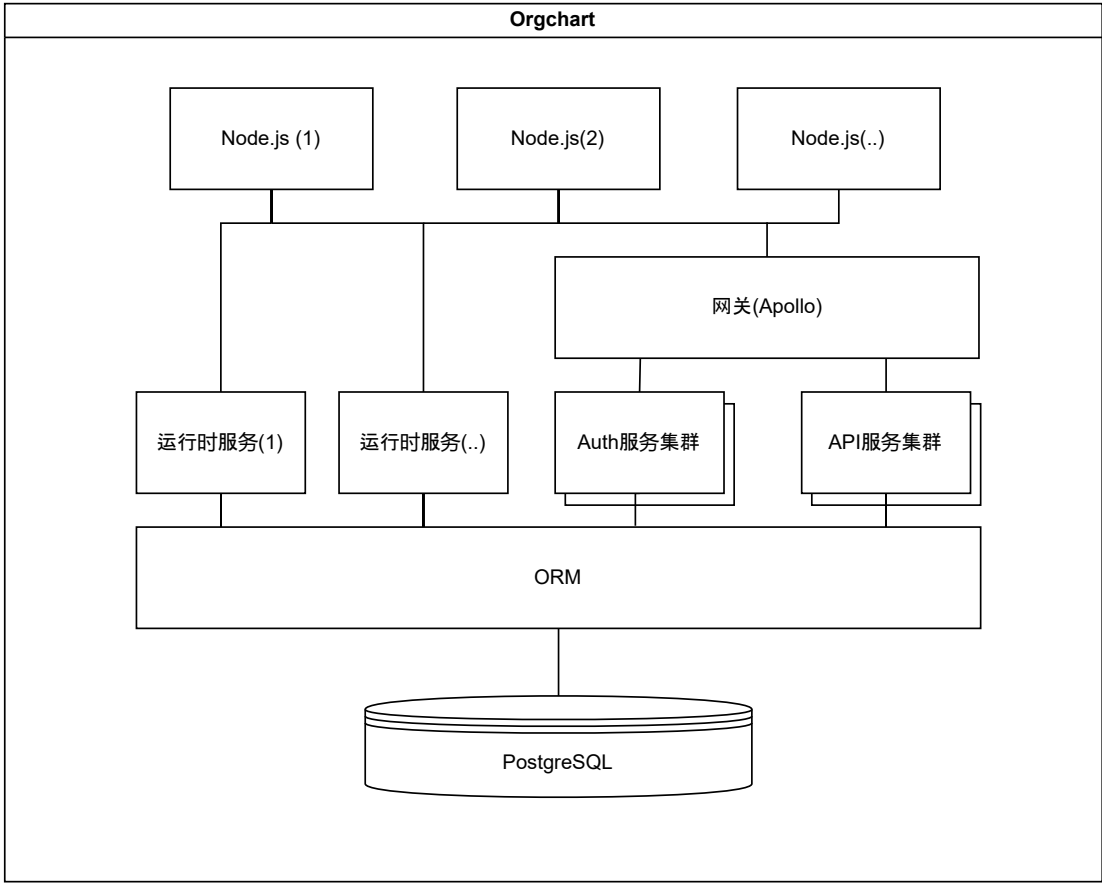 Orgchart
Node.js (1)
Node.js(2)
Node.js(..)
网关(Apollo)
运行时服务(1)
运行时服务(..)
Auth服务集群
API服务集群
ORM
PostgreSQL